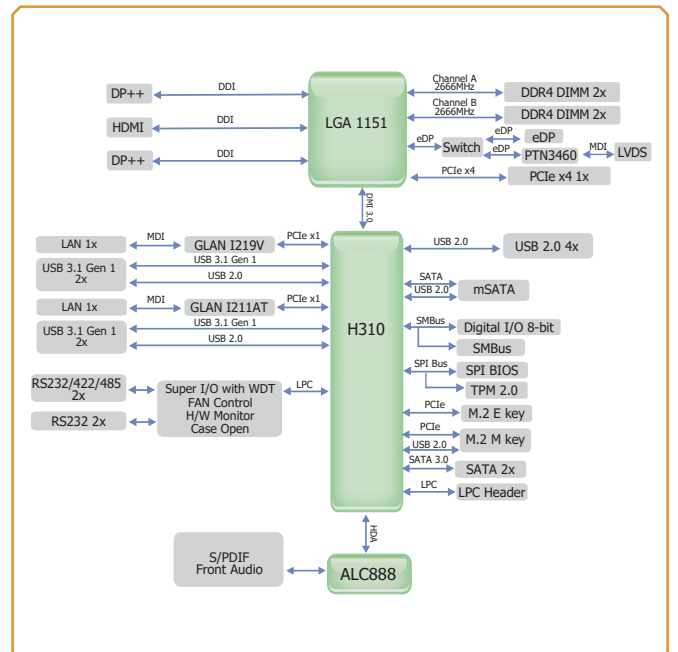 DP++
DDI
HDMI
DDI
DP++
DDI
LGA 1151
Channel A
2666MHz
DDR4 DIMM 2x
Channel B
2666MHz
DDR4 DIMM 2x
eDP
Switch
eDP
eDP
eDP
PTN3460
MDI
LVDS
PCIe x4
PCIe x4 1x
DMI 3.0
LAN 1x
MDI
GLAN I219V
PCIe x1
USB 3.1 Gen 1
2x
USB 3.1 Gen 1
USB 2.0
LAN 1x
MDI
GLAN I211AT
PCIe x1
USB 3.1 Gen 1
2x
USB 3.1 Gen 1
USB 2.0
RS232/422/485
2x
RS232 2x
Super I/O with WDT
FAN Control
H/W Monitor
Case Open
LPC
H310
USB 2.0
USB 2.0 4x
SATA
USB 2.0
mSATA
SMBus
Digital I/O 8-bit
SMBus
SPI Bus
SPI BIOS
TPM 2.0
PCIe
M.2 E key
PCIe
USB 2.0
M.2 M key
SATA 3.0
SATA 2x
LPC
LPC Header
HDA
S/PDIF
Front Audio
ALC888